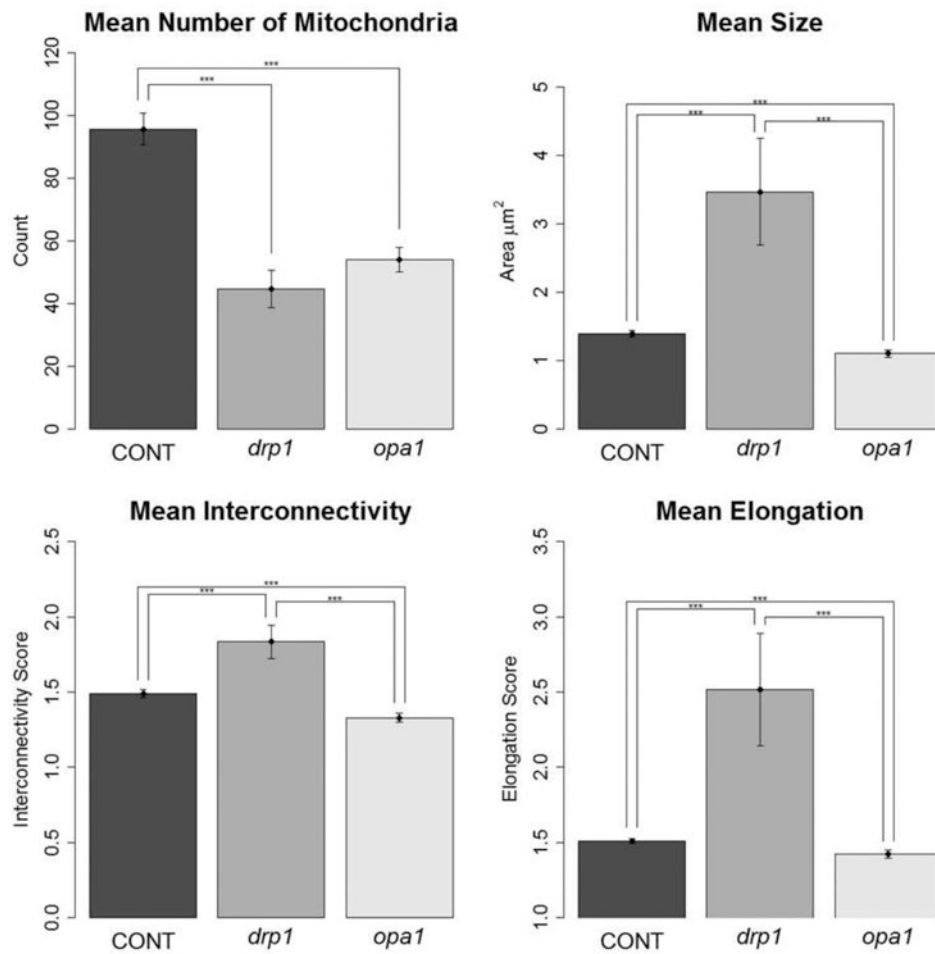 Mean Number of Mitochondria
Count
120
100
80
60
40
20
0
***
***
CONT
drp1
opa1
Mean Size
Area μm²
5
4
3
2
1
0
***
***
***
CONT
drp1
opa1
Mean Interconnectivity
Interconnectivity Score
2.5
2.0
1.5
1.0
0.5
0.0
***
***
***
CONT
drp1
opa1
Mean Elongation
Elongation Score
3.5
3.0
2.5
2.0
1.5
1.0
***
***
***
CONT
drp1
opa1